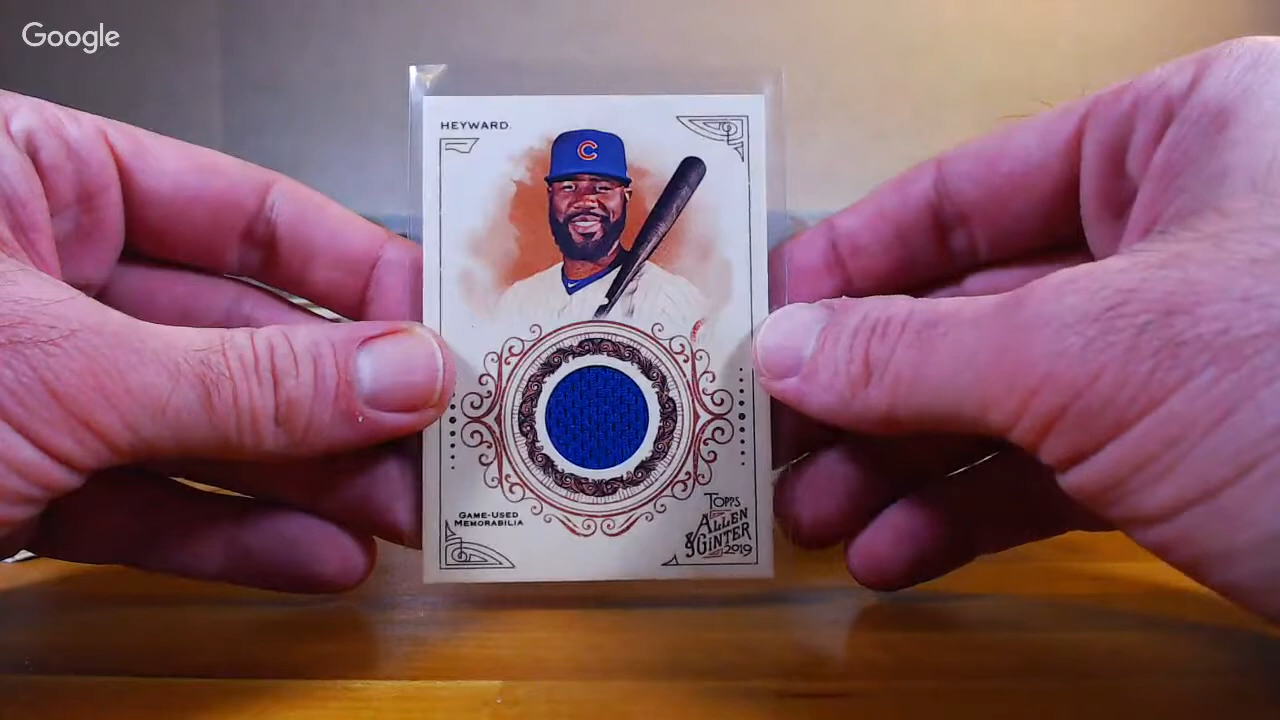 Google
HEYWARD.
C
GAME-USED
MEMORABILIA
TOPPS
ALLEN
& GINTER
2019